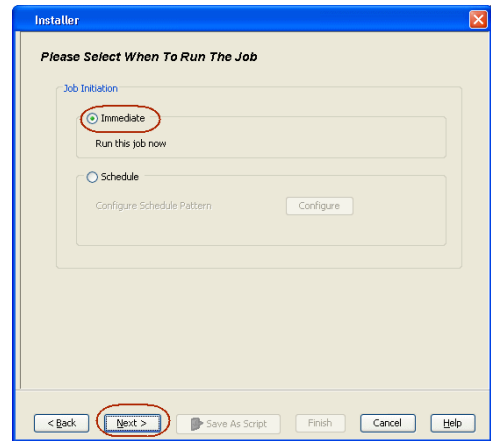 Installer
Please Select When To Run The Job
Job Initiation
Immediate
Run this job now
Schedule
Configure Schedule Pattern
Configure
< Back
Next >
Save As Script
Finish
Cancel
Help